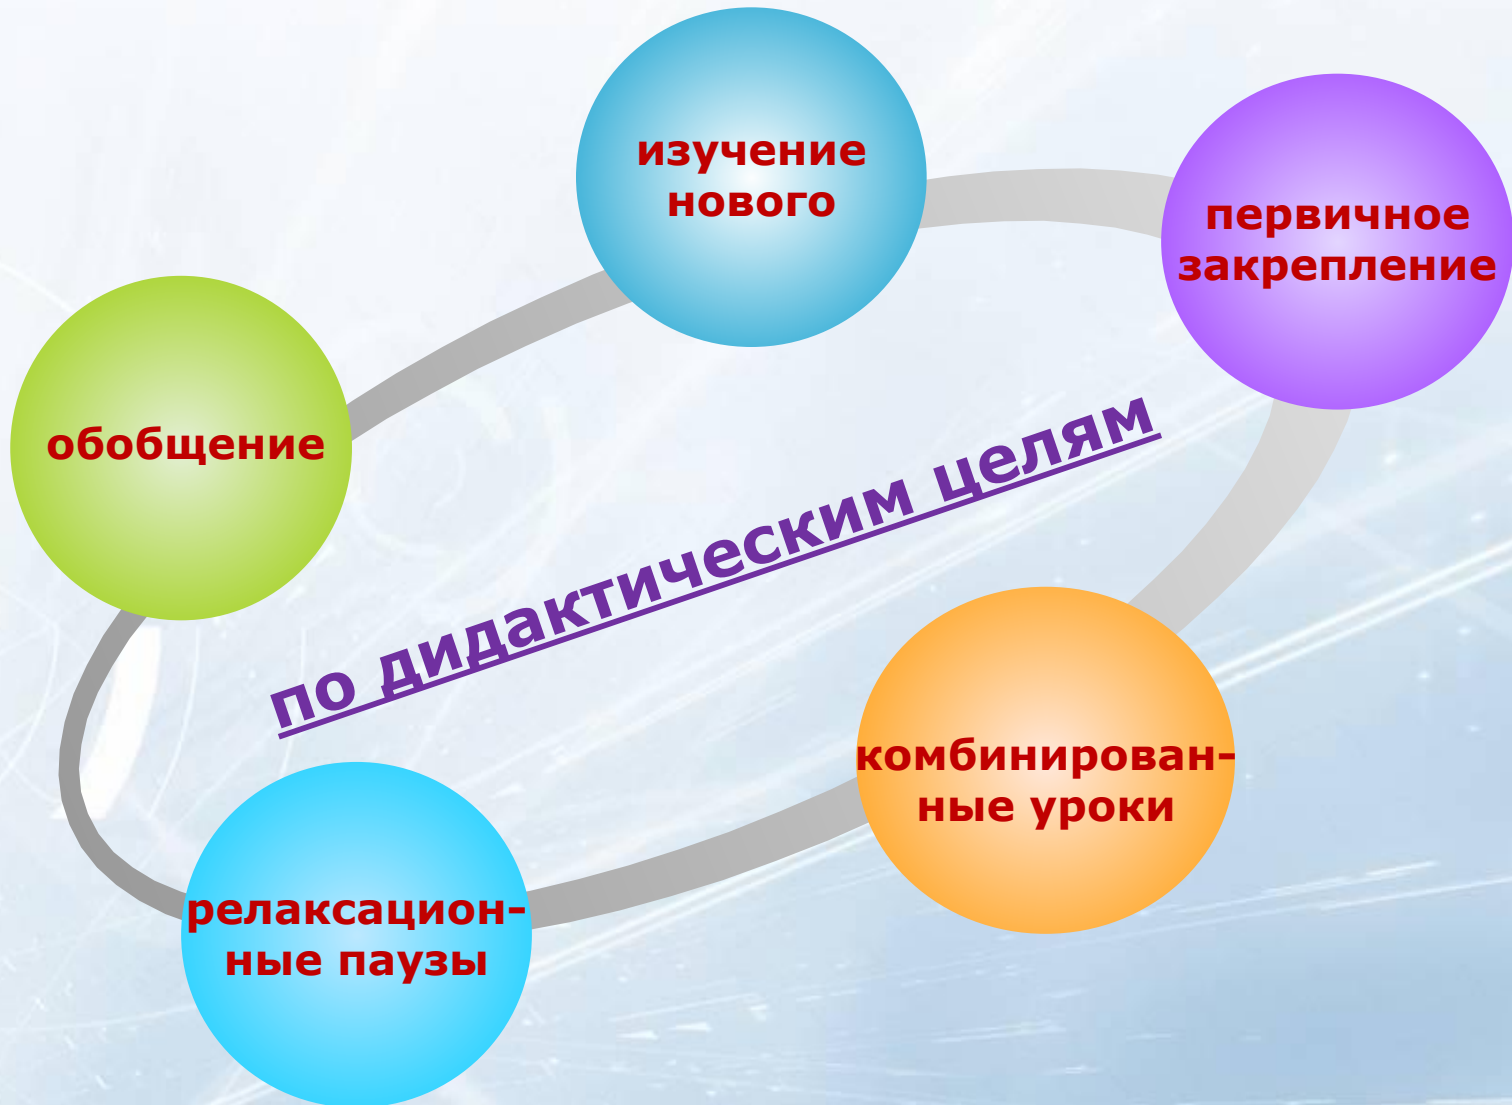 изучение
нового
первичное
закрепление
обобщение
по дидактическим целям
комбинирован-
ные уроки
релаксацион-
ные паузы